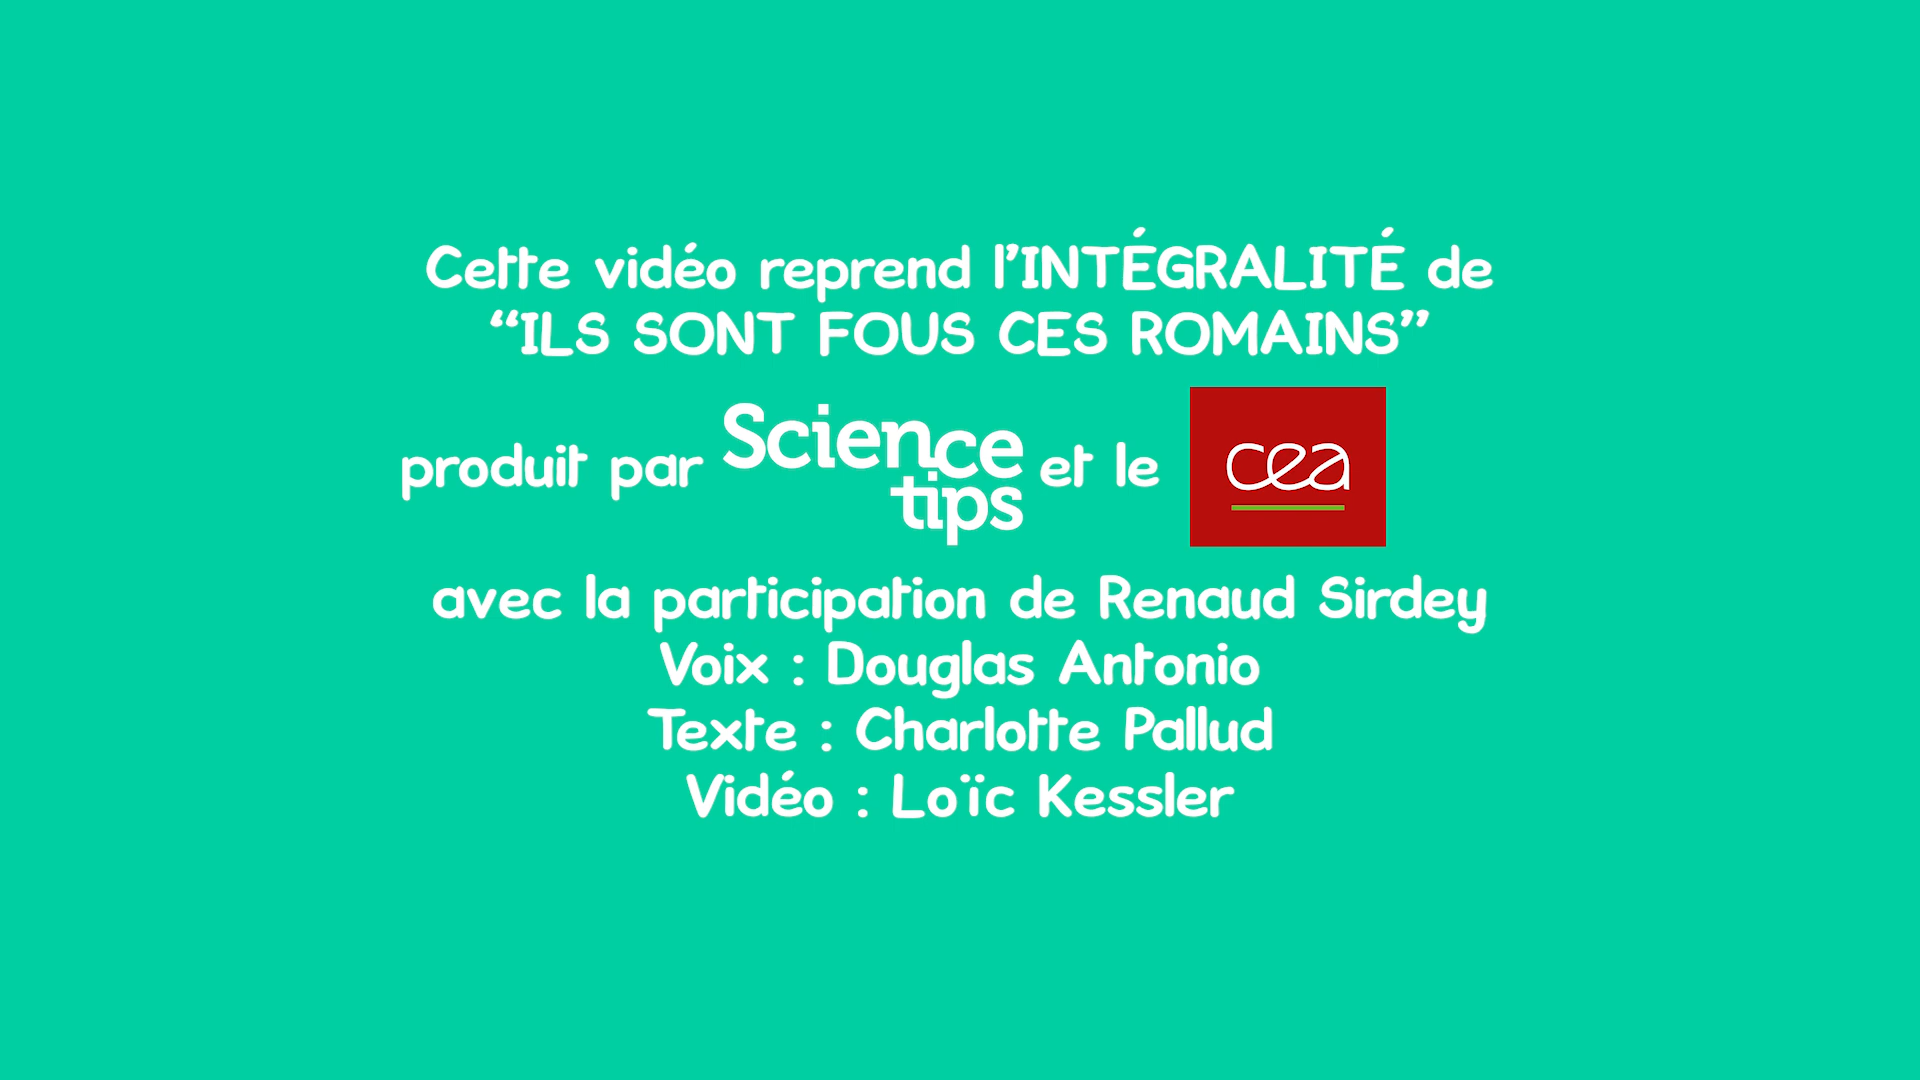 Cette vidéo reprend l’INTÉGRALITÉ de
“ILS SONT FOUS CES ROMAINS”
produit par Science tips et le cea
avec la participation de Renaud Sirdey
Voix : Douglas Antonio
Texte : Charlotte Pallud
Vidéo : Loïc Kessler